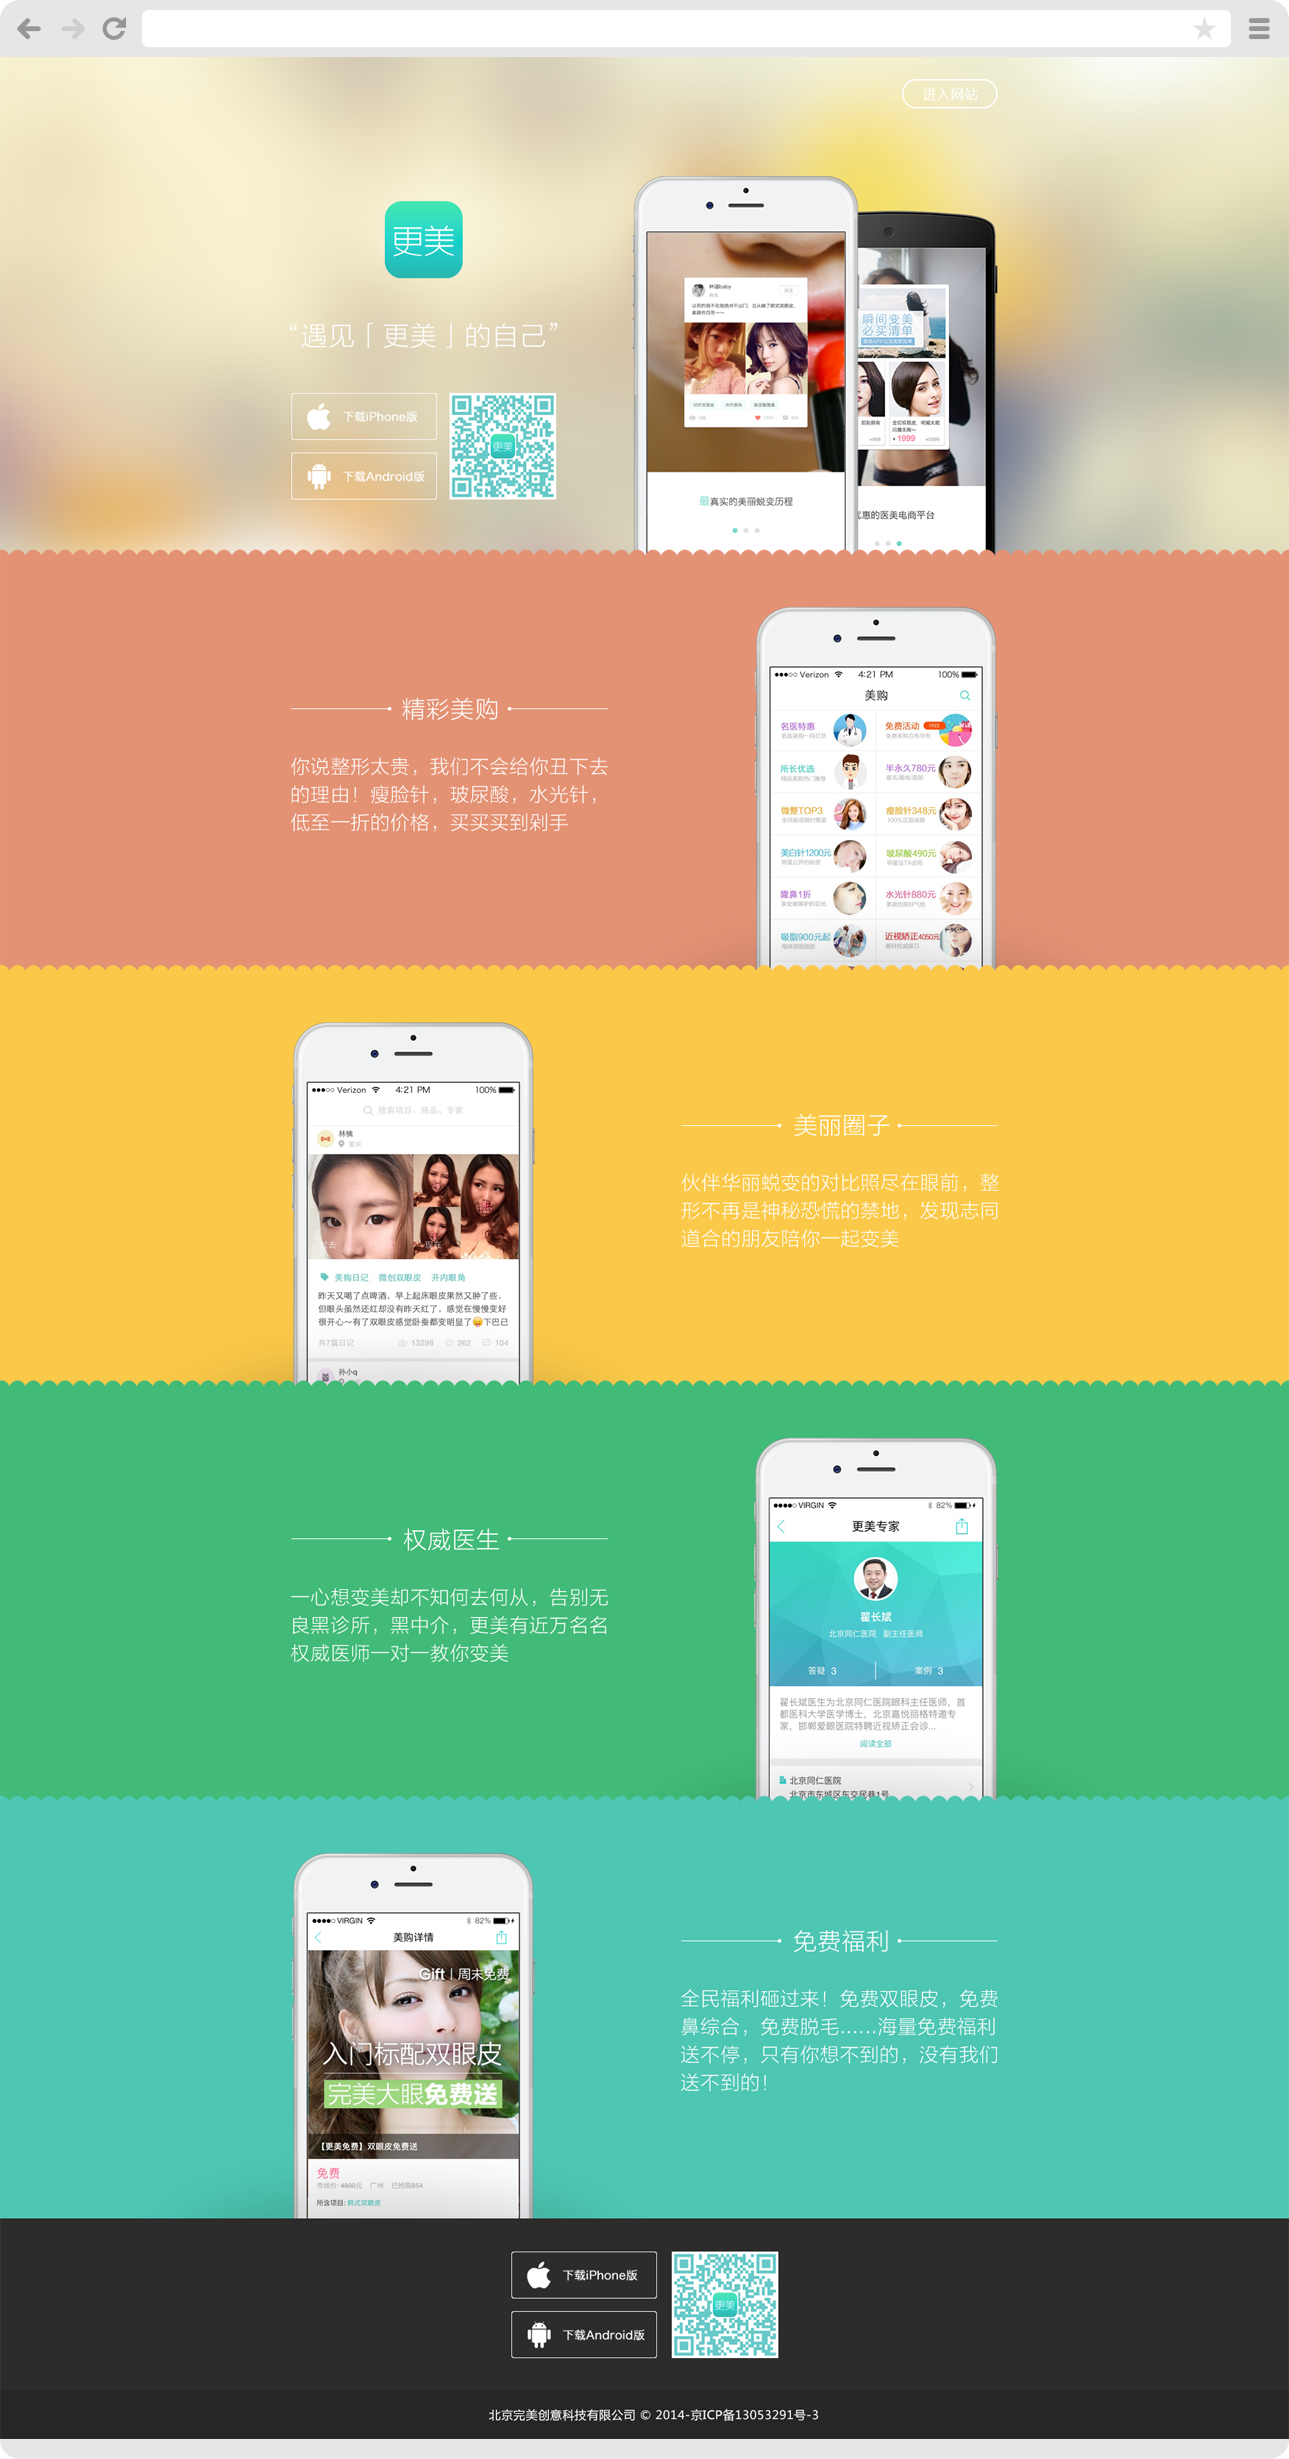 进入网站
更美
“遇见「更美」的自己”
下载iPhone版
下载Android版
更美
林语baby
最真实的美丽蜕变历程
瞬间变美
必买清单
¥1999
优惠的医美电商平台
精彩美购
你说整形太贵，我们不会给你丑下去
的理由！瘦脸针，玻尿酸，水光针，
低至一折的价格，买买买到剁手
Verizon 4:21 PM 100%
美购
名医特惠
免费活动
所长优选
半永久780元
微整TOP3
瘦脸针348元
100%正品保障
美白针1200元
玻尿酸490元
隆鼻1折
水光针880元
吸脂900元起
近视矫正4050元
Verizon 4:21 PM 100%
搜索项目、商品、专家
林檎
重庆
过去
现在
美购日记 微创双眼皮 开内眼角
昨天又喝了点啤酒，早上起床眼皮果然又肿了些，
但眼头虽然还红却没有昨天红了，感觉在慢慢变好
很开心～有了双眼皮感觉卧蚕都变明显了😝下巴已
共7篇日记 13298 262 104
孙小q
美丽圈子
伙伴华丽蜕变的对比照尽在眼前，整
形不再是神秘恐慌的禁地，发现志同
道合的朋友陪你一起变美
权威医生
一心想变美却不知何去何从，告别无
良黑诊所，黑中介，更美有近万名名
权威医师一对一教你变美
VIRGIN 82%
更美专家
翟长斌
北京同仁医院 副主任医师
答疑 3 案例 3
翟长斌医生为北京同仁医院眼科主任医师，首
都医科大学医学博士，北京嘉悦丽格特邀专
家，邯郸爱眼医院特聘近视矫正会诊...
阅读全部
北京同仁医院
北京市东城区东交民巷1号
VIRGIN 82%
美购详情
Gift | 周末免费
入门标配双眼皮
完美大眼免费送
【更美免费】双眼皮免费送
免费
市场价: 4800元 广州 已抢购854
所含项目: 韩式双眼皮
免费福利
全民福利砸过来！免费双眼皮，免费
鼻综合，免费脱毛......海量免费福利
送不停，只有你想不到的，没有我们
送不到的！
下载iPhone版
下载Android版
更美
北京完美创意科技有限公司 © 2014-京ICP备13053291号-3